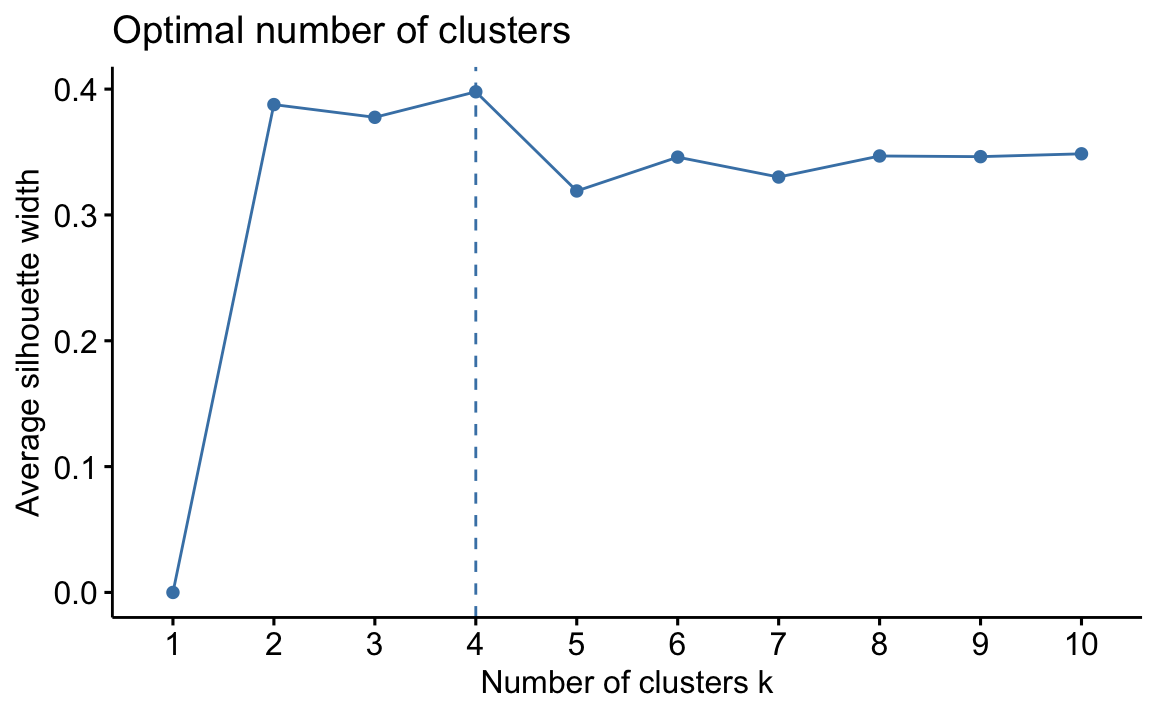 Optimal number of clusters
Average silhouette width
0.4
0.3
0.2
0.1
0.0
1 2 3 4 5 6 7 8 9 10
Number of clusters k